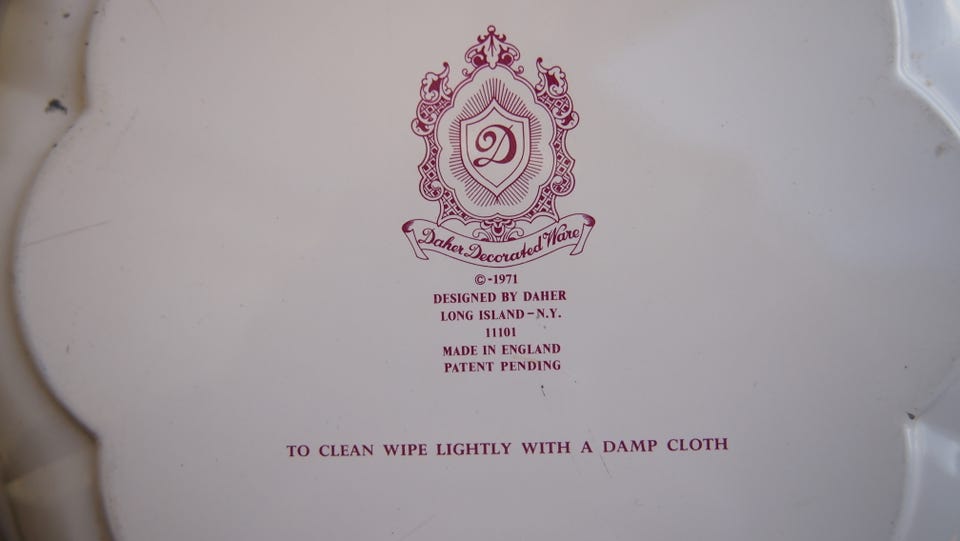 D
Daher Decorated Ware
©-1971
DESIGNED BY DAHER
LONG ISLAND-N.Y.
11101
MADE IN ENGLAND
PATENT PENDING
TO CLEAN WIPE LIGHTLY WITH A DAMP CLOTH